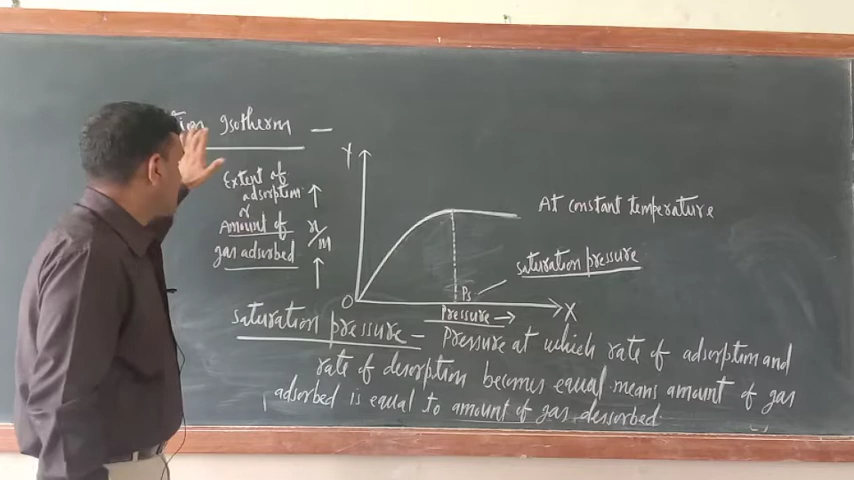 Isotherm –
Extent of
adsorption
or
Amount of
gas adsorbed
x/m
Y
At constant temperature
saturation pressure
Ps
O
X
Pressure →
saturation pressure – Pressure at which rate of adsorption and
rate of desorption becomes equal means amount of gas
adsorbed is equal to amount of gas dessorbed